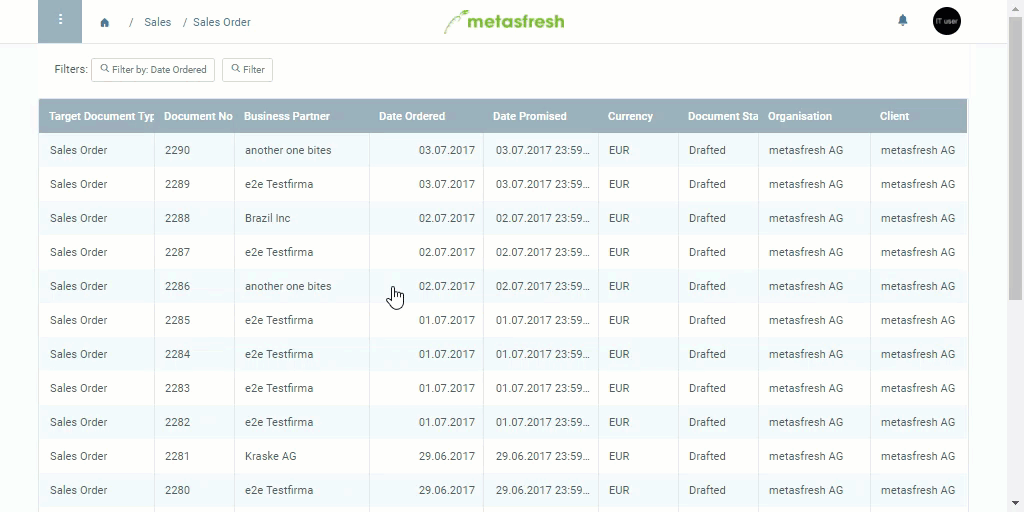 / Sales / Sales Order
metasfresh
IT user
Filters: Filter by: Date Ordered Filter
Target Document Typ Document No Business Partner Date Ordered Date Promised Currency Document Sta Organisation Client
Sales Order 2290 another one bites 03.07.2017 03.07.2017 23:59... EUR Drafted metasfresh AG metasfresh AG
Sales Order 2289 e2e Testfirma 03.07.2017 03.07.2017 23:59... EUR Drafted metasfresh AG metasfresh AG
Sales Order 2288 Brazil Inc 02.07.2017 02.07.2017 23:59... EUR Drafted metasfresh AG metasfresh AG
Sales Order 2287 e2e Testfirma 02.07.2017 02.07.2017 23:59... EUR Drafted metasfresh AG metasfresh AG
Sales Order 2286 another one bites 02.07.2017 02.07.2017 23:59... EUR Drafted metasfresh AG metasfresh AG
Sales Order 2285 e2e Testfirma 01.07.2017 01.07.2017 23:59... EUR Drafted metasfresh AG metasfresh AG
Sales Order 2284 e2e Testfirma 01.07.2017 01.07.2017 23:59... EUR Drafted metasfresh AG metasfresh AG
Sales Order 2283 e2e Testfirma 01.07.2017 01.07.2017 23:59... EUR Drafted metasfresh AG metasfresh AG
Sales Order 2282 e2e Testfirma 01.07.2017 01.07.2017 23:59... EUR Drafted metasfresh AG metasfresh AG
Sales Order 2281 Kraske AG 29.06.2017 29.06.2017 23:59... EUR Drafted metasfresh AG metasfresh AG
Sales Order 2280 e2e Testfirma 29.06.2017 29.06.2017 23:59... EUR Drafted metasfresh AG metasfresh AG